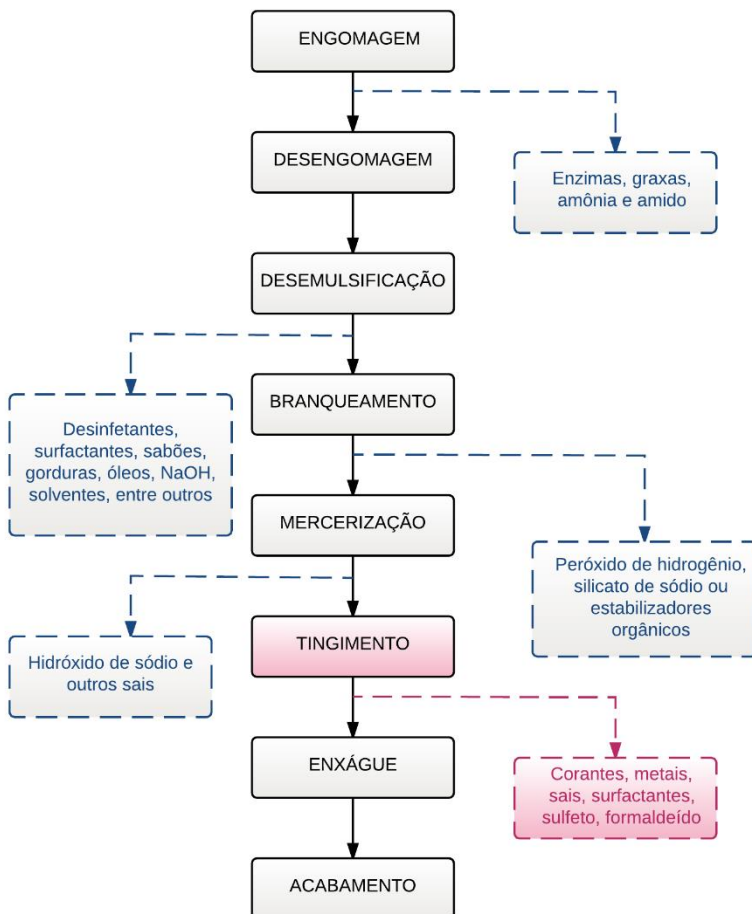 ENGOMAGEM
DESENGOMAGEM
Enzimas, graxas,
amônia e amido
DESEMULSIFICAÇÃO
BRANQUEAMENTO
Desinfetantes,
surfactantes, sabões,
gorduras, óleos, NaOH,
solventes, entre outros
MERCERIZAÇÃO
Peróxido de hidrogênio,
silicato de sódio ou
estabilizadores
orgânicos
TINGIMENTO
Hidróxido de sódio e
outros sais
ENXÁGUE
Corantes, metais,
sais, surfactantes,
sulfeto, formaldeído
ACABAMENTO